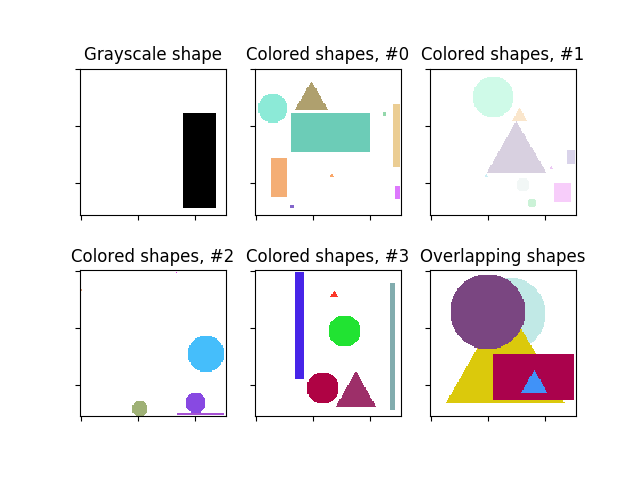 Grayscale shape
Colored shapes, #0
Colored shapes, #1
Colored shapes, #2
Colored shapes, #3
Overlapping shapes